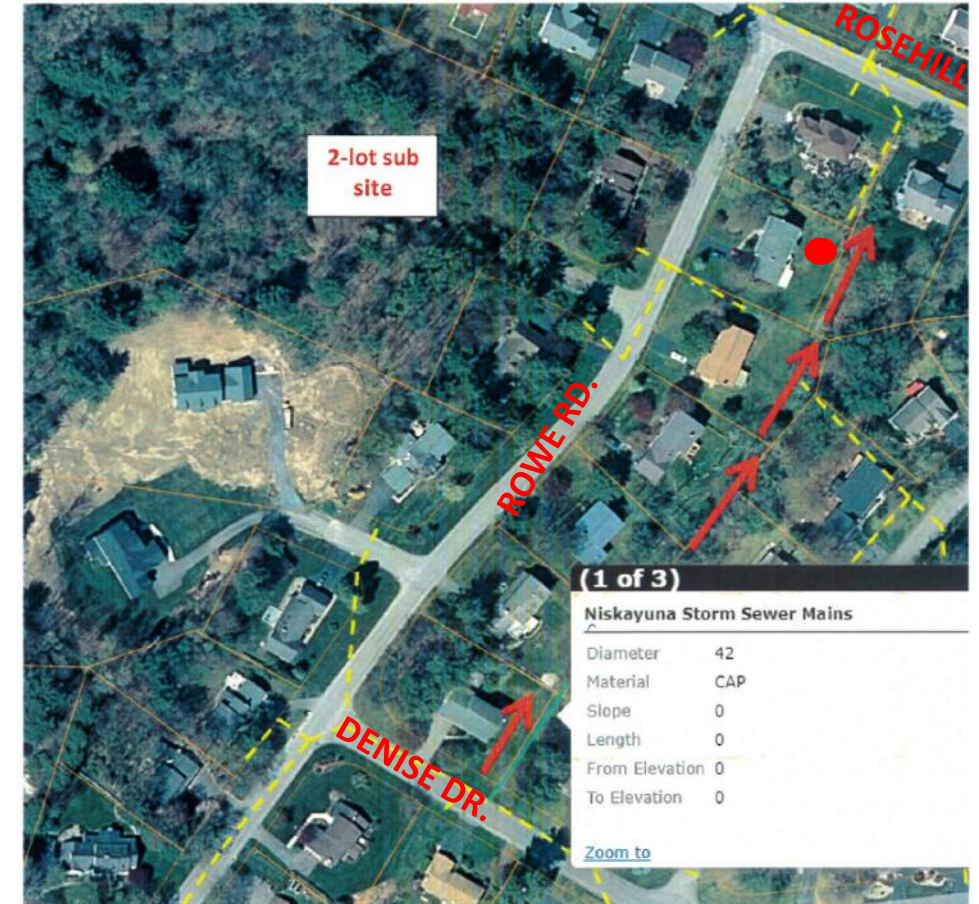 ROSEHILL
2-lot sub
site
ROWE RD.
DENISE DR.
(1 of 3)
Niskayuna Storm Sewer Mains
Diameter 42
Material CAP
Slope 0
Length 0
From Elevation 0
To Elevation 0
Zoom to